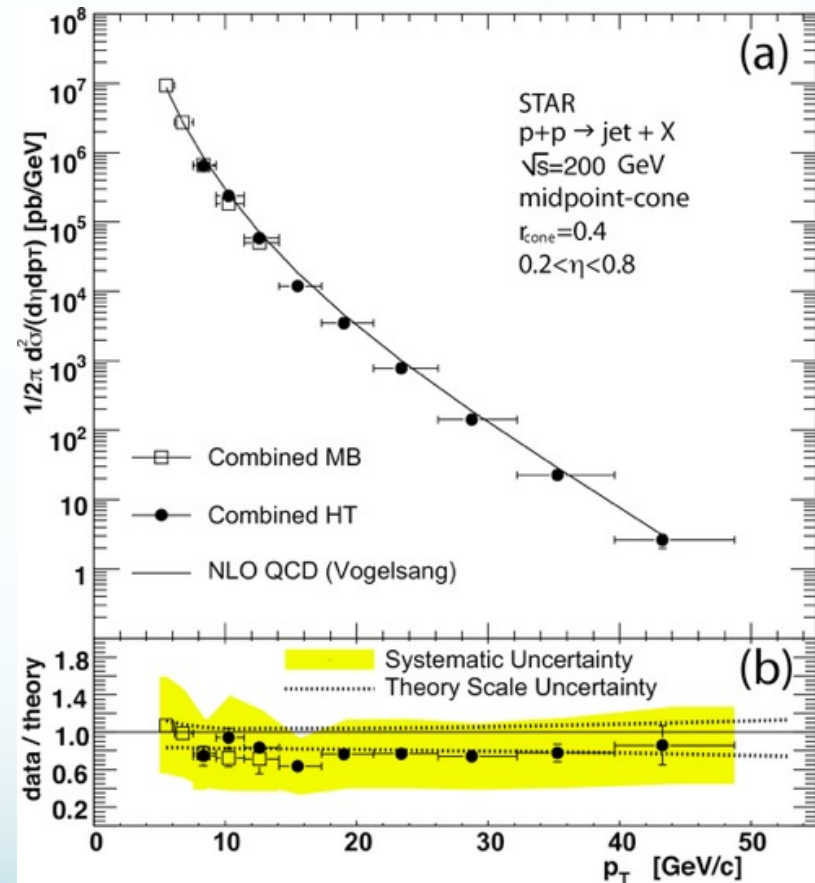 10⁸
10⁷
10⁶
10⁵
10⁴
10³
10²
10
1
1/2π d²σ/(dηdpT) [pb/GeV]
(a)
STAR
p+p → jet + X
√s=200 GeV
midpoint-cone
r_cone=0.4
0.2<η<0.8
Combined MB
Combined HT
NLO QCD (Vogelsang)
(b)
Systematic Uncertainty
Theory Scale Uncertainty
data / theory
1.8
1.4
1.0
0.6
0.2
0 10 20 30 40 50
p_T [GeV/c]